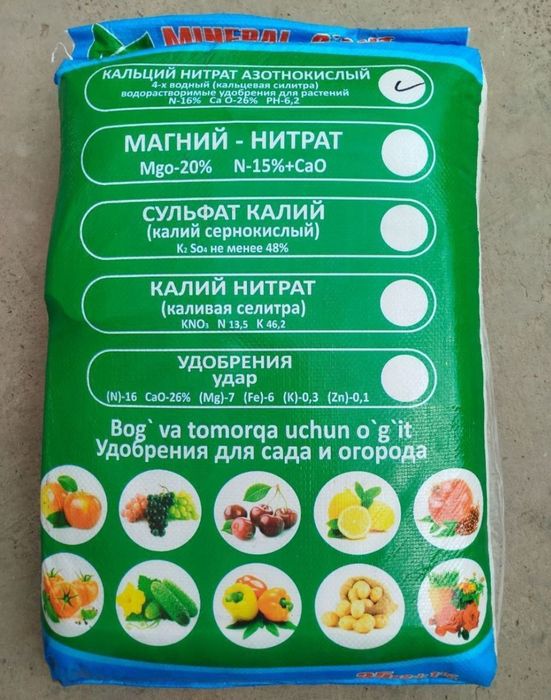 MINERAL
КАЛЬЦИЙ НИТРАТ АЗОТНОКИСЛЫЙ
4-х водный (кальцевая силитра)
водорастворимые удобрения для растений
N-16% Ca O-26% PH-6,2
МАГНИЙ - НИТРАТ
Mgo-20% N-15%+CaO
СУЛЬФАТ КАЛИЙ
(калий сернокислый)
K₂ So₄ не менее 48%
КАЛИЙ НИТРАТ
(каливая селитра)
KNO₃ N 13,5 K 46,2
УДОБРЕНИЯ
удар
(N)-16 CaO-26% (Mg)-7 (Fe)-6 (K)-0,3 (Zn)-0,1
Bog` va tomorqa uchun o`g`it
Удобрения для сада и огорода